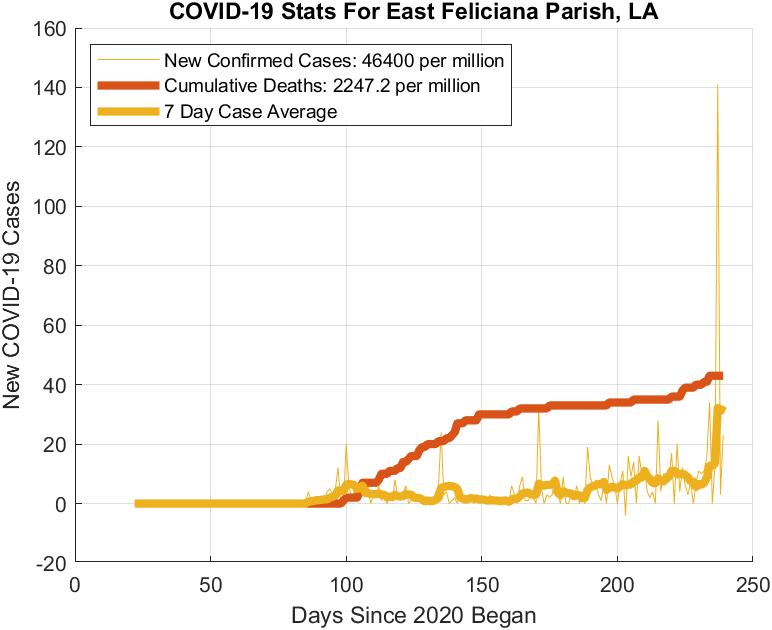 COVID-19 Stats For East Feliciana Parish, LA
New Confirmed Cases: 46400 per million
Cumulative Deaths: 2247.2 per million
7 Day Case Average
New COVID-19 Cases
160
140
120
100
80
60
40
20
0
-20
0 50 100 150 200 250
Days Since 2020 Began